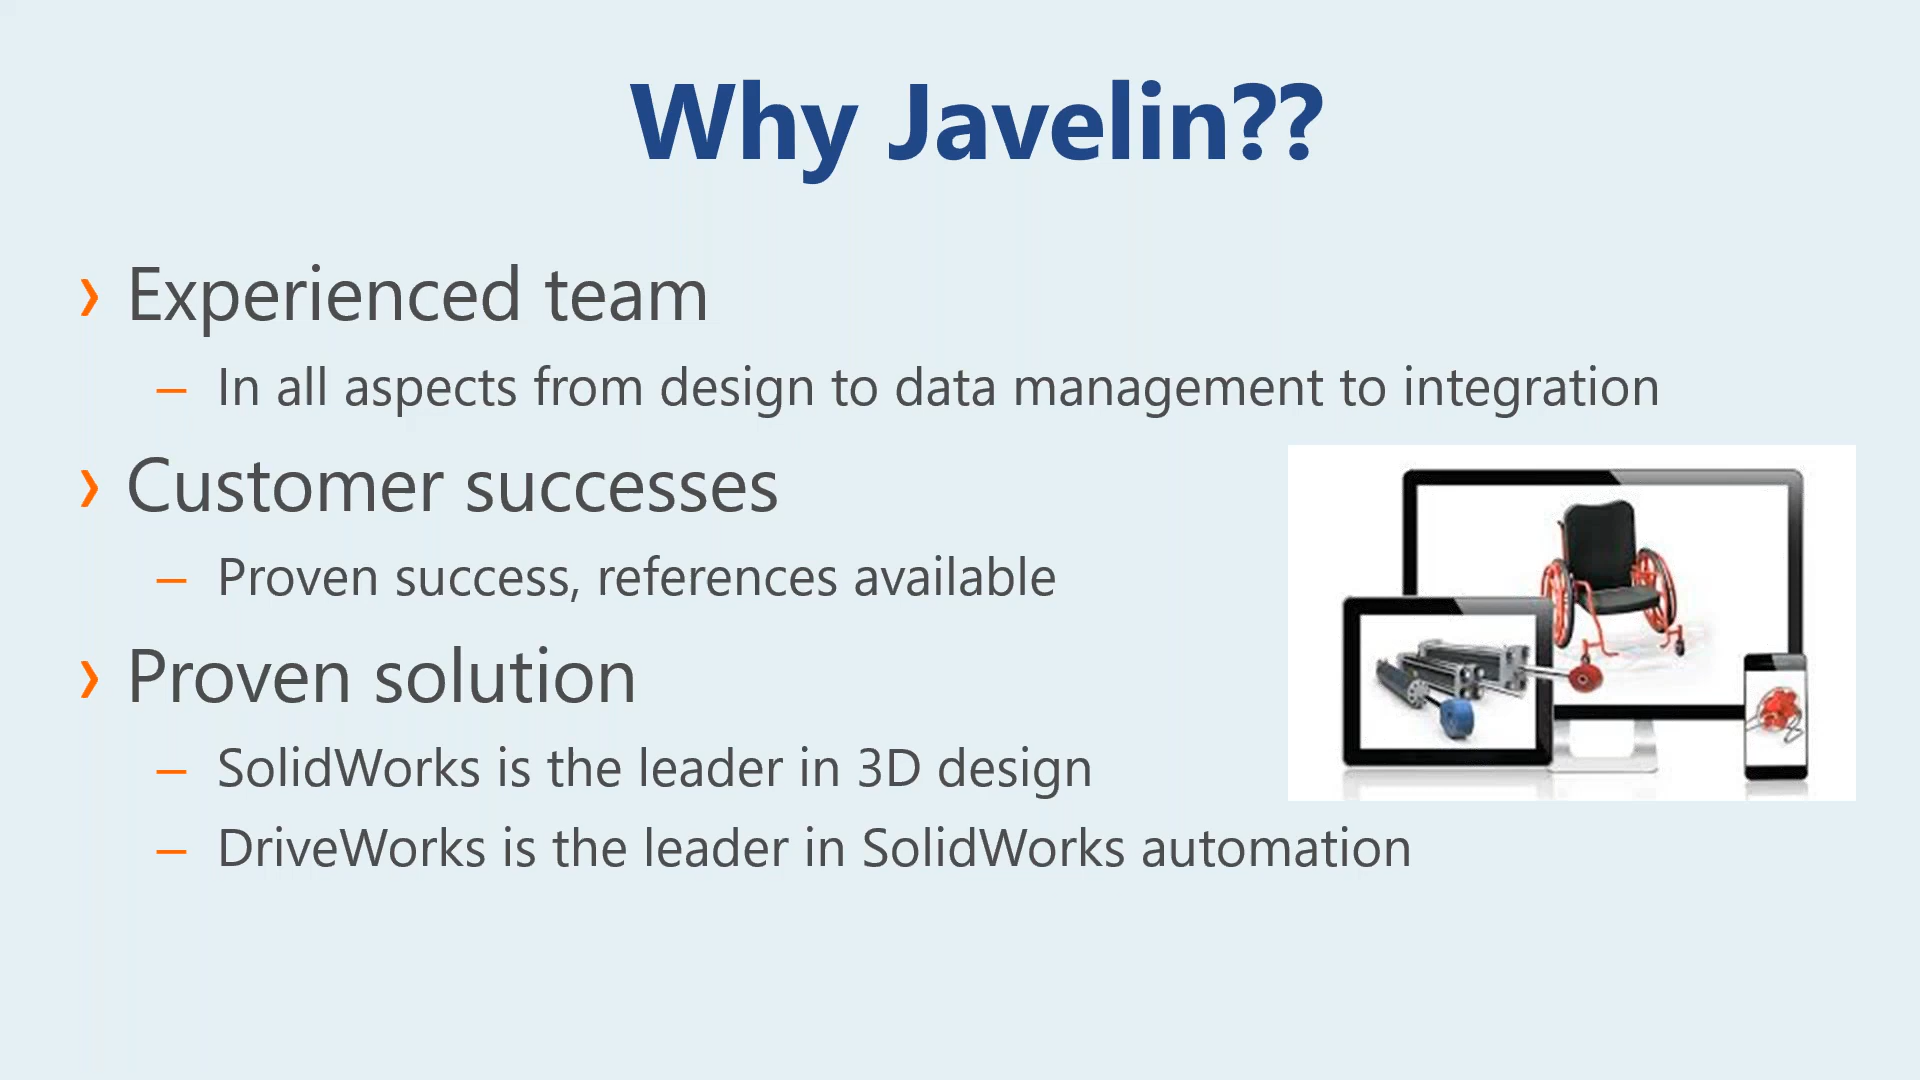 Why Javelin??
› Experienced team
– In all aspects from design to data management to integration
› Customer successes
– Proven success, references available
› Proven solution
– SolidWorks is the leader in 3D design
– DriveWorks is the leader in SolidWorks automation